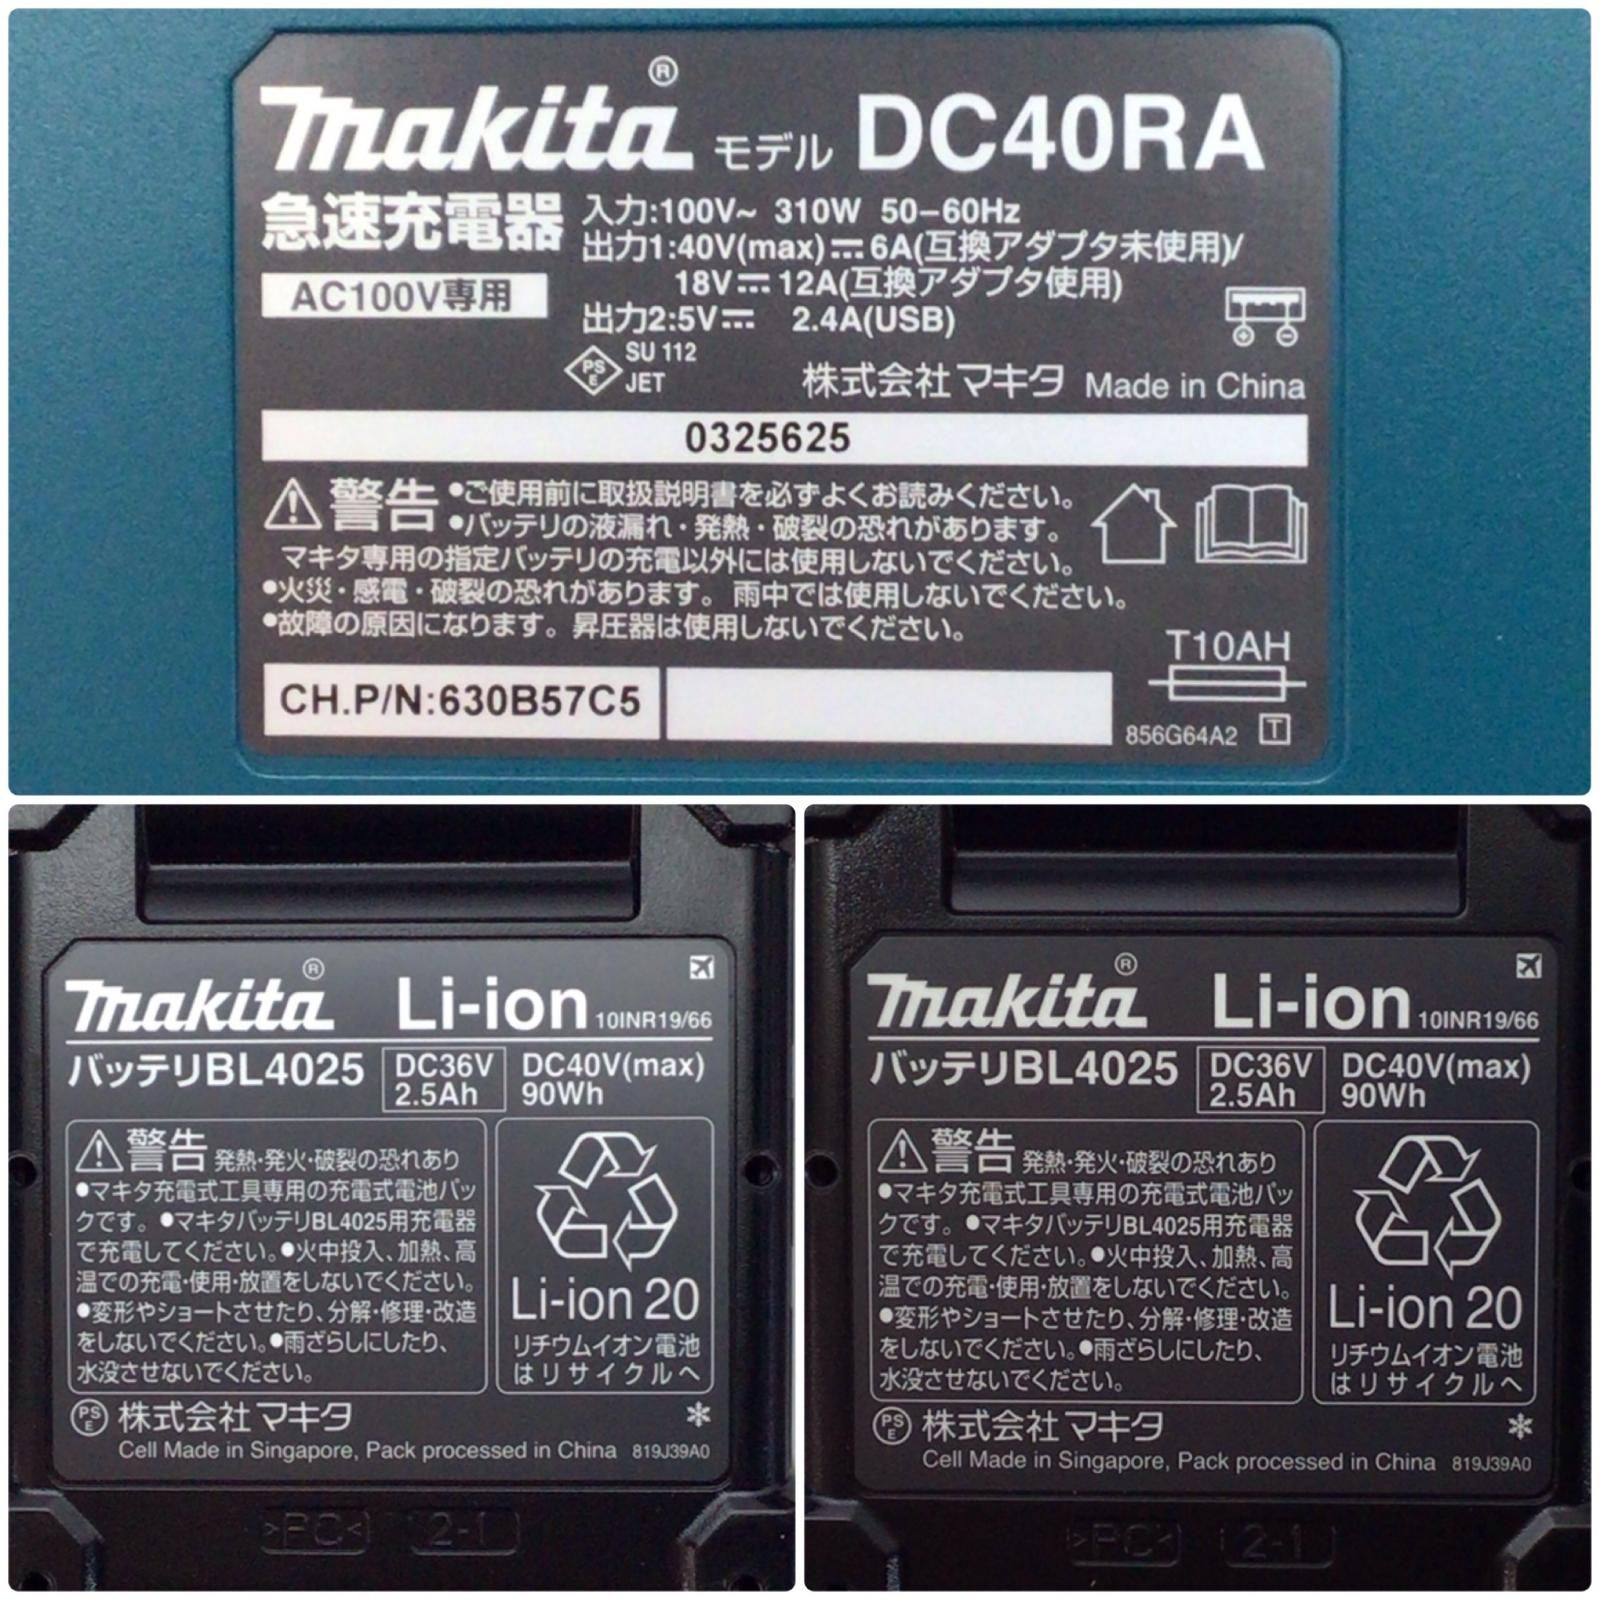 makita® モデル DC40RA
急速充電器
AC100V専用
入力:100V~ 310W 50-60Hz
出力1:40V(max)⎓6A(互換アダプタ未使用)/
18V⎓12A(互換アダプタ使用)
出力2:5V⎓ 2.4A(USB)
PSE SU 112
JET
株式会社マキタ Made in China
0325625
警告 •ご使用前に取扱説明書を必ずよくお読みください。
•バッテリの液漏れ・発熱・破裂の恐れがあります。
マキタ専用の指定バッテリの充電以外には使用しないでください。
•火災・感電・破裂の恐れがあります。雨中では使用しないでください。
•故障の原因になります。昇圧器は使用しないでください。
T10AH
CH.P/N:630B57C5
856G64A2 T
makita® Li-ion 10INR19/66
バッテリBL4025 DC36V 2.5Ah DC40V(max) 90Wh
警告 発熱・発火・破裂の恐れあり
●マキタ充電式工具専用の充電式電池パッ
クです。●マキタバッテリBL4025用充電器
で充電してください。●火中投入、加熱、高
温での充電・使用・放置をしないでください。
●変形やショートさせたり、分解・修理・改造
をしないでください。●雨ざらしにしたり、
水没させないでください。
Li-ion 20
リチウムイオン電池
はリサイクルへ
PSE 株式会社マキタ
Cell Made in Singapore, Pack processed in China 819J39A0
>PC< 2-1
makita® Li-ion 10INR19/66
バッテリBL4025 DC36V 2.5Ah DC40V(max) 90Wh
警告 発熱・発火・破裂の恐れあり
●マキタ充電式工具専用の充電式電池パッ
クです。●マキタバッテリBL4025用充電器
で充電してください。●火中投入、加熱、高
温での充電・使用・放置をしないでください。
●変形やショートさせたり、分解・修理・改造
をしないでください。●雨ざらしにしたり、
水没させないでください。
Li-ion 20
リチウムイオン電池
はリサイクルへ
PSE 株式会社マキタ
Cell Made in Singapore, Pack processed in China 819J39A0
>PC< 2-1